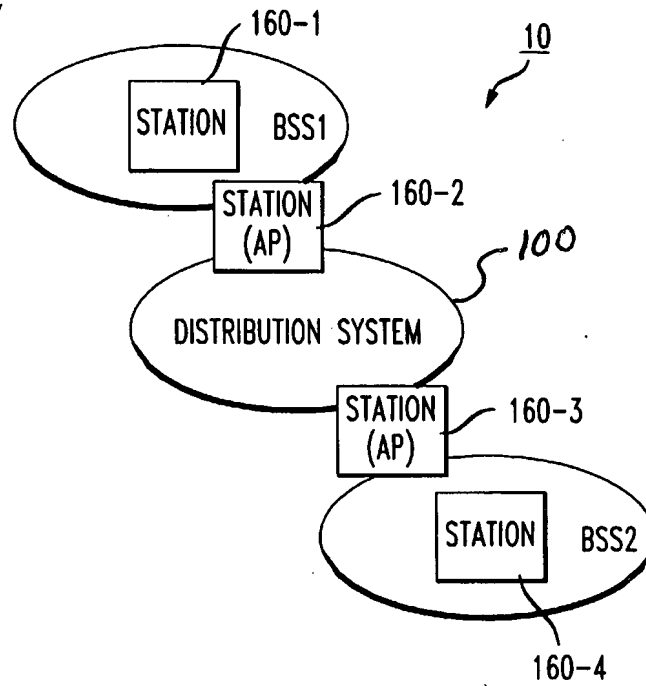 160-1
10
STATION
BSS1
STATION
(AP)
160-2
100
DISTRIBUTION SYSTEM
STATION
(AP)
160-3
STATION
BSS2
160-4